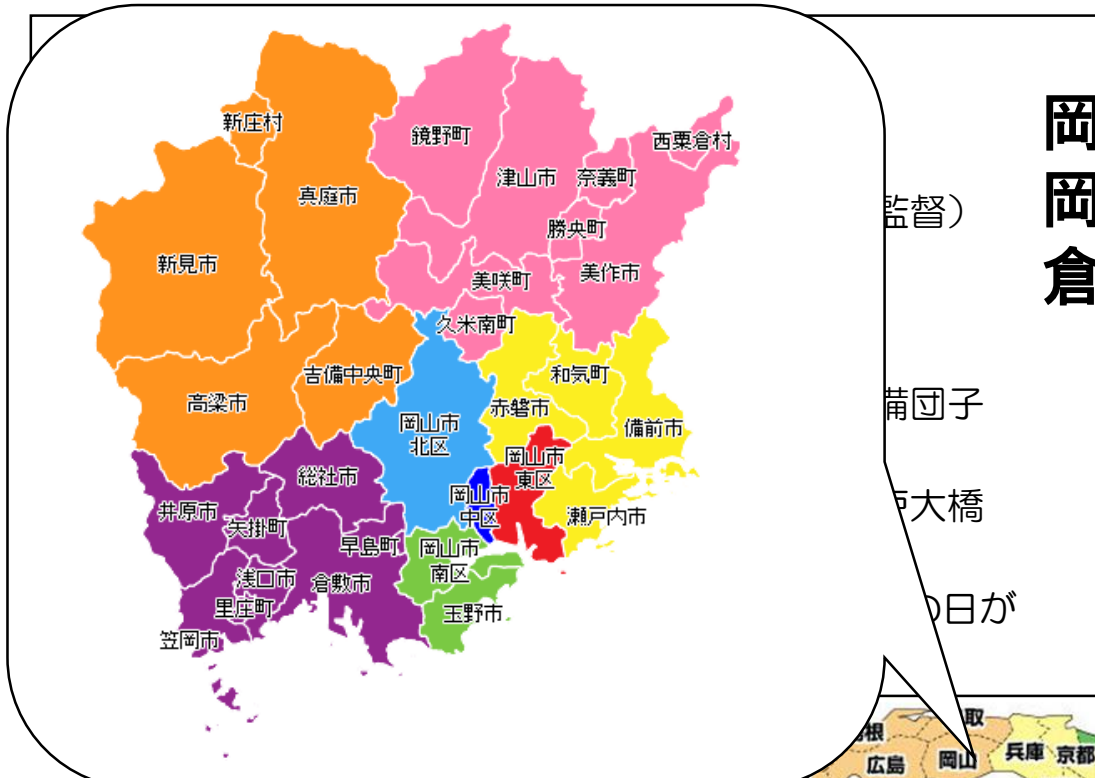 新庄村
鏡野町
西粟倉村
津山市
奈義町
真庭市
勝央町
新見市
美咲町
美作市
久米南町
吉備中央町
和気町
高梁市
赤磐市
岡山市
北区
備前市
岡山市
東区
総社市
岡山市
中区
井原市
矢掛町
瀬戸内市
早島町
岡山市
南区
浅口市
倉敷市
里庄町
玉野市
笠岡市
岡
岡
倉
監督）
備団子
戸大橋
の日が
根
取
広島
岡山
兵庫
京都